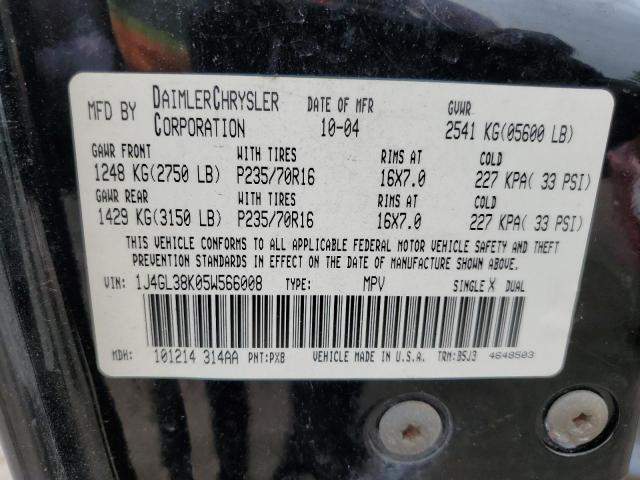 MFD BY DAIMLERCHRYSLER CORPORATION DATE OF MFR 10-04 GVWR 2541 KG(05600 LB)
GAWR FRONT WITH TIRES RIMS AT COLD
1248 KG(2750 LB) P235/70R16 16X7.0 227 KPA( 33 PSI)
GAWR REAR WITH TIRES RIMS AT COLD
1429 KG(3150 LB) P235/70R16 16X7.0 227 KPA( 33 PSI)
THIS VEHICLE CONFORMS TO ALL APPLICABLE FEDERAL MOTOR VEHICLE SAFETY AND THEFT
PREVENTION STANDARDS IN EFFECT ON THE DATE OF MANUFACTURE SHOWN ABOVE.
VIN: 1J4GL38K05W566008 TYPE: MPV SINGLE X DUAL
MDH: 101214 314AA PNT:PX8 VEHICLE MADE IN U.S.A. TRM:B5J3 4648503